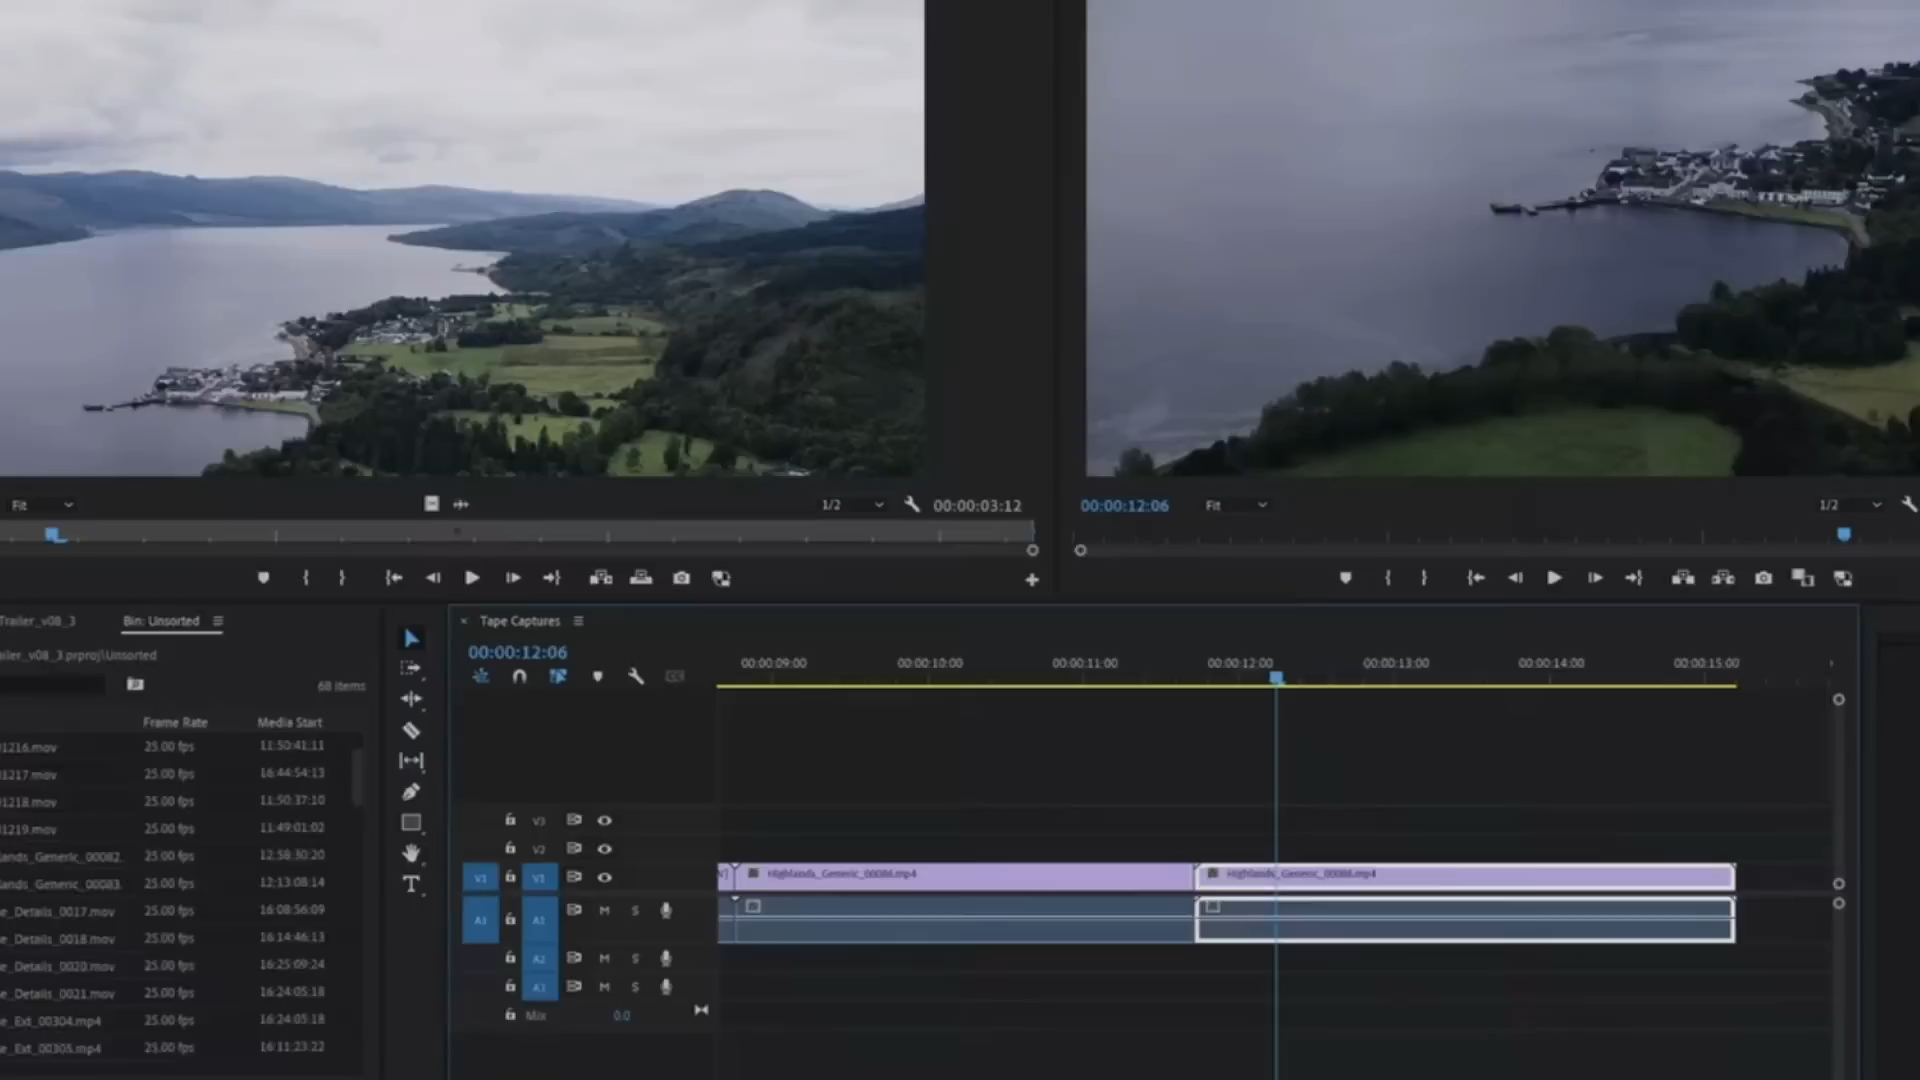 Fit
1/2
00:00:03:12
00:00:12:06
Fit
1/2
Trailer_v08_3
Bin: Unsorted
ailer_v08_3.prproj\Unsorted
68 items
Frame Rate
Media Start
1216.mov
25.00 fps
11:50:41:11
1217.mov
25.00 fps
16:44:54:13
1218.mov
25.00 fps
11:50:37:10
1219.mov
25.00 fps
11:49:01:02
ands_Generic_00082.
25.00 fps
12:58:30:20
ands_Generic_00083.
25.00 fps
12:13:08:14
e_Details_0017.mov
25.00 fps
16:08:56:09
e_Details_0018.mov
25.00 fps
16:14:46:13
e_Details_0020.mov
25.00 fps
16:25:09:24
e_Details_0021.mov
25.00 fps
16:24:05:18
e_Ext_00304.mp4
25.00 fps
16:24:05:18
e_Ext_00305.mp4
25.00 fps
16:11:23:22
T
× Tape Captures
00:00:12:06
00:00:09:00
00:00:10:00
00:00:11:00
00:00:12:00
00:00:13:00
00:00:14:00
00:00:15:00
V3
V2
V1
V1
Highlands_Generic_00086.mp4
Highlands_Generic_00086.mp4
A1
A1
M S
A2
M S
A3
M S
Mix
0.0